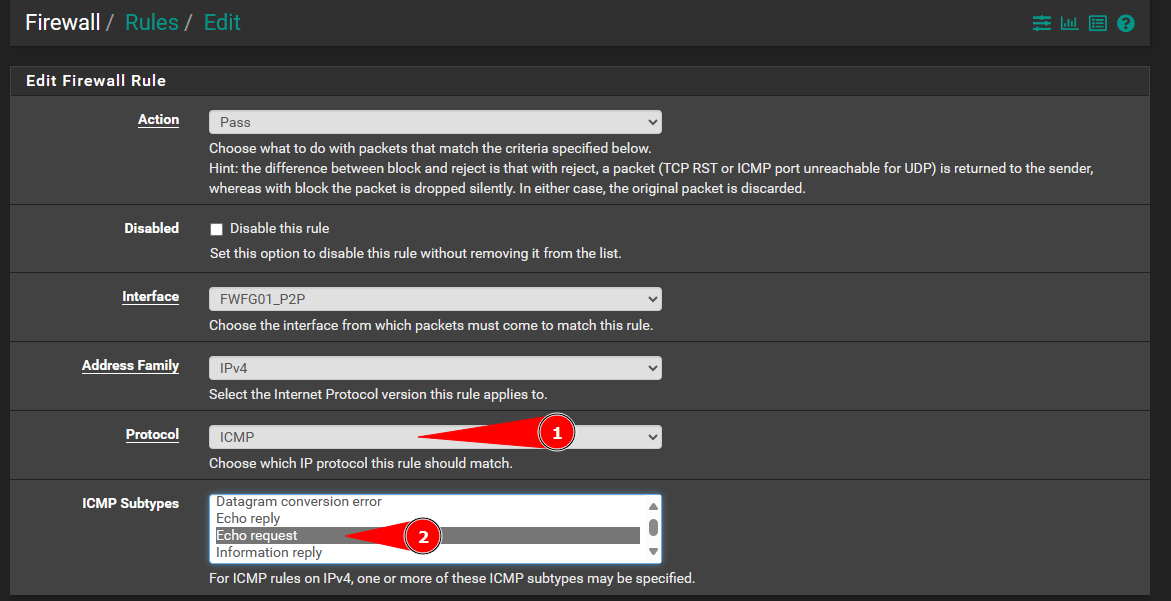 Firewall / Rules / Edit
Edit Firewall Rule
Action
Pass
Choose what to do with packets that match the criteria specified below.
Hint: the difference between block and reject is that with reject, a packet (TCP RST or ICMP port unreachable for UDP) is returned to the sender,
whereas with block the packet is dropped silently. In either case, the original packet is discarded.
Disabled
Disable this rule
Set this option to disable this rule without removing it from the list.
Interface
FWFG01_P2P
Choose the interface from which packets must come to match this rule.
Address Family
IPv4
Select the Internet Protocol version this rule applies to.
Protocol
ICMP
1
Choose which IP protocol this rule should match.
ICMP Subtypes
Datagram conversion error
Echo reply
Echo request
2
Information reply
For ICMP rules on IPv4, one or more of these ICMP subtypes may be specified.